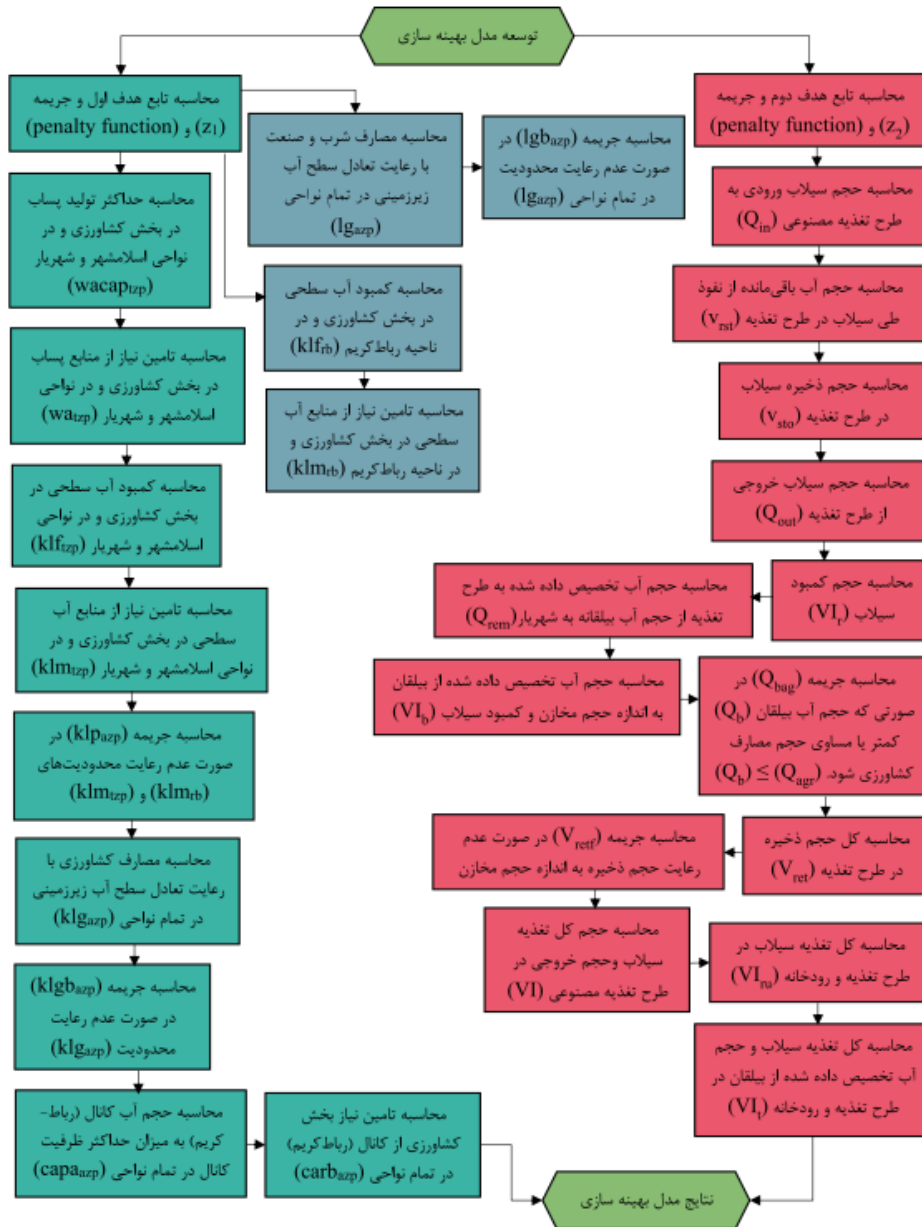 توسعه مدل بهینه سازی
محاسبه تابع هدف اول و جریمه
(z1) و (penalty function)
محاسبه حداکثر تولید پساب
در بخش کشاورزی و در
نواحی اسلامشهر و شهریار
(wacaptzp)
محاسبه تامین نیاز از منابع پساب
در بخش کشاورزی و در نواحی
اسلامشهر و شهریار (watzp)
محاسبه کمبود آب سطحی در
بخش کشاورزی و در نواحی
اسلامشهر و شهریار (klftzp)
محاسبه تامین نیاز از منابع آب
سطحی در بخش کشاورزی و در
نواحی اسلامشهر و شهریار (klmtzp)
محاسبه جریمه (klpazp) در
صورت عدم رعایت محدودیت‌های
(klmrb) و (klmtzp)
محاسبه مصارف کشاورزی با
رعایت تعادل سطح آب زیرزمینی
در تمام نواحی (klgazp)
محاسبه جریمه (klgbazp)
در صورت عدم رعایت
محدودیت (klgazp)
محاسبه حجم آب کانال (رباط-
کریم) به میزان حداکثر ظرفیت
کانال در تمام نواحی (capaazp)
محاسبه تامین نیاز بخش
کشاورزی از کانال (رباط‌کریم)
در تمام نواحی (carbazp)
محاسبه مصارف شرب و صنعت
با رعایت تعادل سطح آب
زیرزمینی در تمام نواحی
(lgazp)
محاسبه جریمه (lgbazp) در
صورت عدم رعایت محدودیت
در تمام نواحی (lgazp)
محاسبه کمبود آب سطحی
در بخش کشاورزی و در
ناحیه رباط‌کریم (klfrb)
محاسبه تامین نیاز از منابع آب
سطحی در بخش کشاورزی و
در ناحیه رباط‌کریم (klmrb)
محاسبه تابع هدف دوم و جریمه
(z2) و (penalty function)
محاسبه حجم سیلاب ورودی به
طرح تغذیه مصنوعی (Qin)
محاسبه حجم آب باقی‌مانده از نفوذ
طی سیلاب در طرح تغذیه (vrst)
محاسبه حجم ذخیره سیلاب
در طرح تغذیه (vsto)
محاسبه حجم سیلاب خروجی
از طرح تغذیه (Qout)
محاسبه حجم کمبود
سیلاب (VIr)
محاسبه حجم آب تخصیص داده شده به طرح
تغذیه از حجم آب بیلقانه به شهریار(Qrem)
محاسبه حجم آب تخصیص داده شده از بیلقان
به اندازه حجم مخازن و کمبود سیلاب (VIb)
محاسبه جریمه (Qbag) در
صورتی که حجم آب بیلقان (Qb)
کمتر یا مساوی حجم مصارف
کشاورزی شود. (Qb) ≤ (Qagr)
محاسبه کل حجم ذخیره
در طرح تغذیه (Vret)
محاسبه جریمه (Vretf) در صورت عدم
رعایت حجم ذخیره به اندازه حجم مخازن
محاسبه حجم کل تغذیه
سیلاب وحجم خروجی در
طرح تغذیه مصنوعی (VI)
محاسبه کل تغذیه سیلاب در
طرح تغذیه و رودخانه (VIru)
محاسبه کل تغذیه سیلاب و حجم
آب تخصیص داده شده از بیلقان در
طرح تغذیه و رودخانه (VIt)
نتایج مدل بهینه سازی